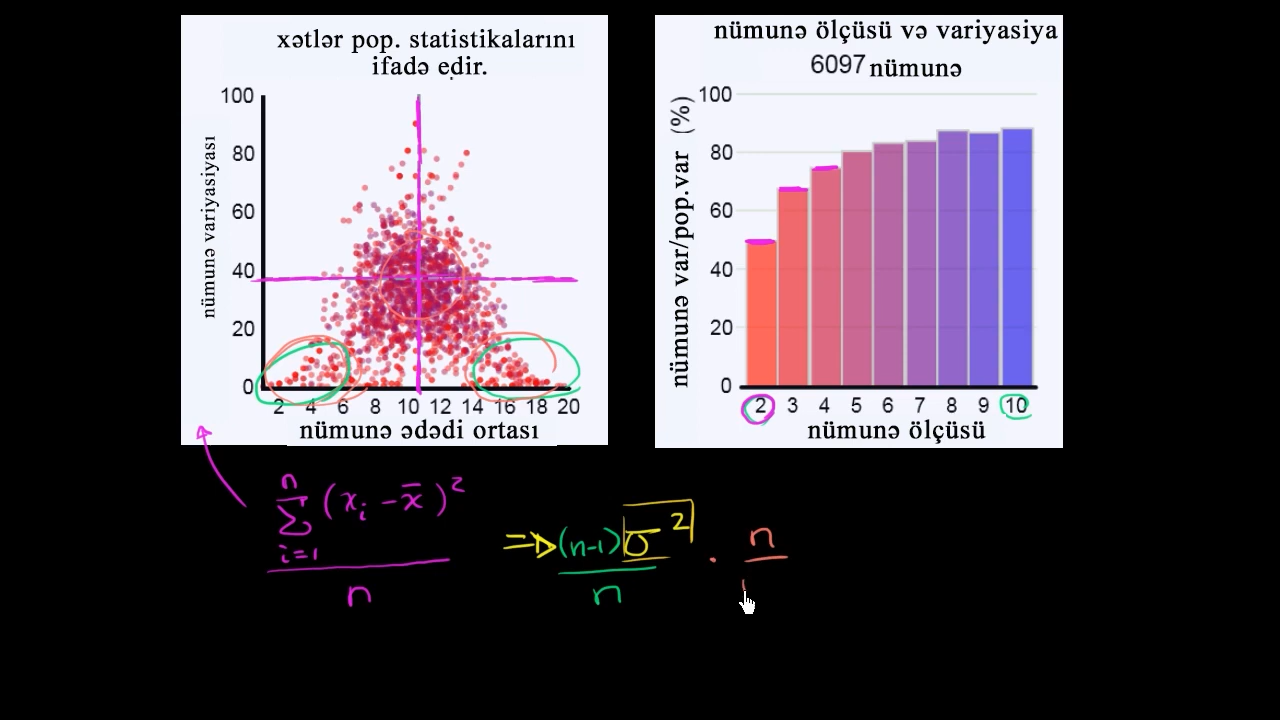 xətlər pop. statistikalarını
ifadə edir.
nümunə variyasiyası
100
80
60
40
20
0
2 4 6 8 10 12 14 16 18 20
nümunə ədədi ortası
nümunə ölçüsü və variyasiya
6097 nümunə
nümunə var/pop.var (%)
100
80
60
40
20
0
2 3 4 5 6 7 8 9 10
nümunə ölçüsü
n
Σ (xᵢ - x̄)²
i=1
n
⇒ (n-1) σ² · n
n